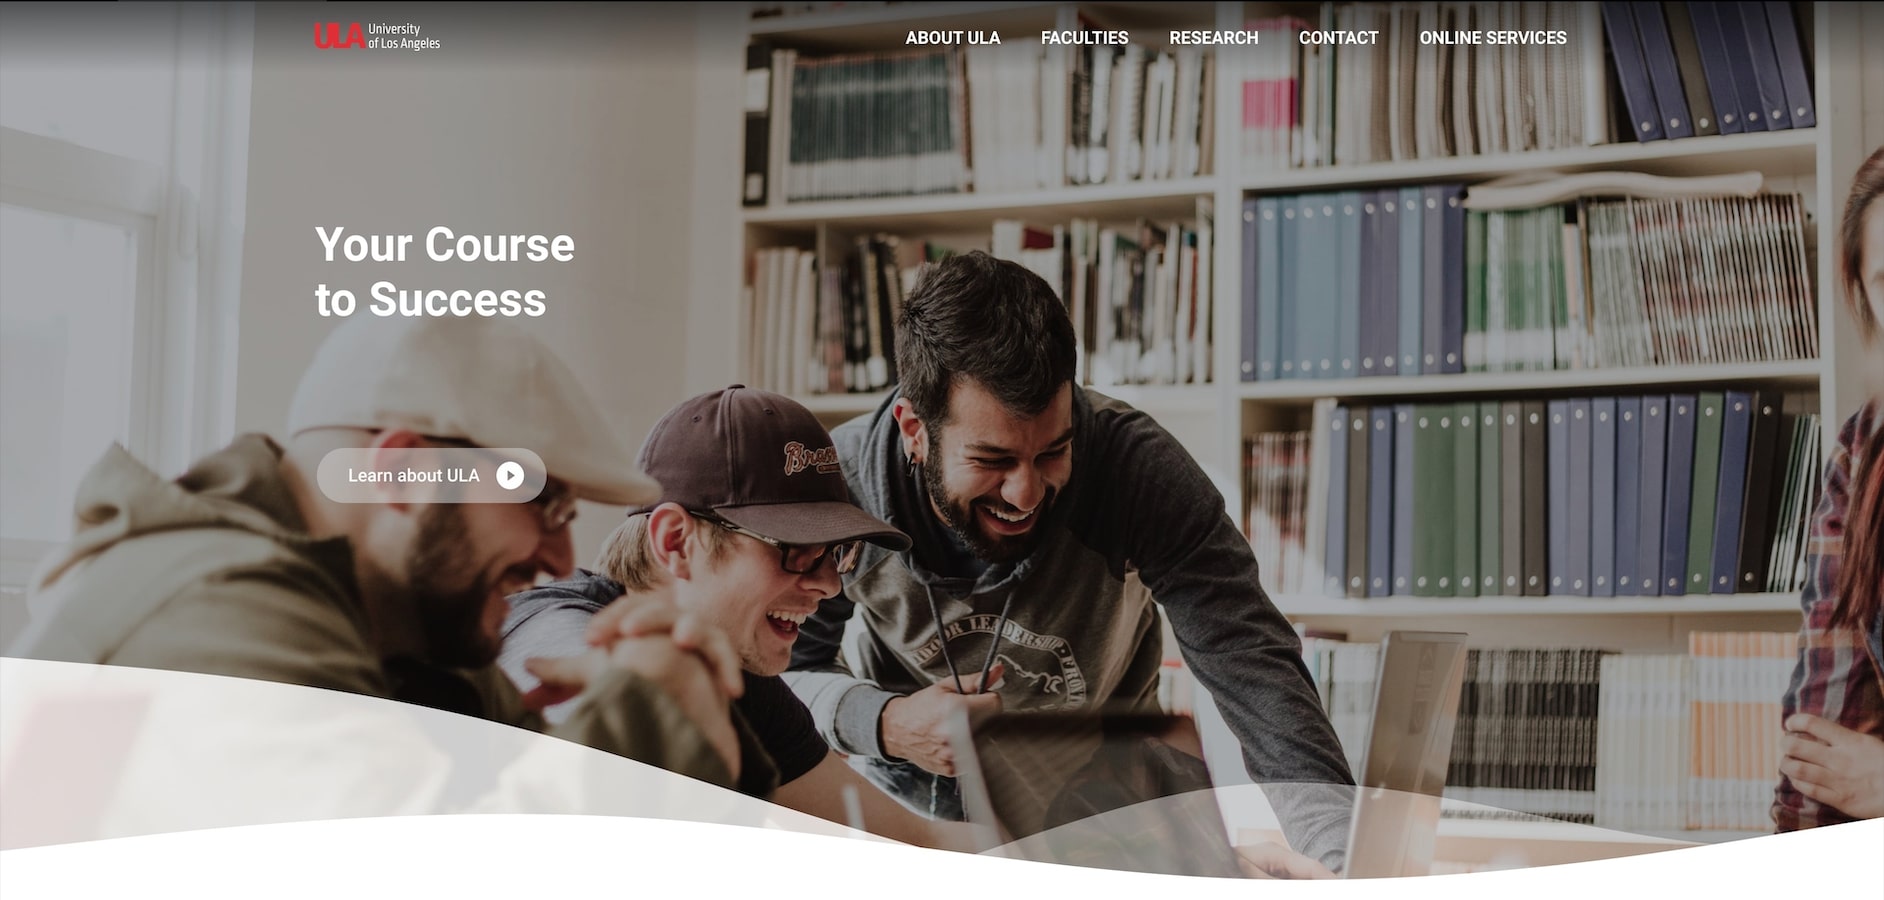 ULA University
of Los Angeles
ABOUT ULA
FACULTIES
RESEARCH
CONTACT
ONLINE SERVICES
Your Course
to Success
Learn about ULA